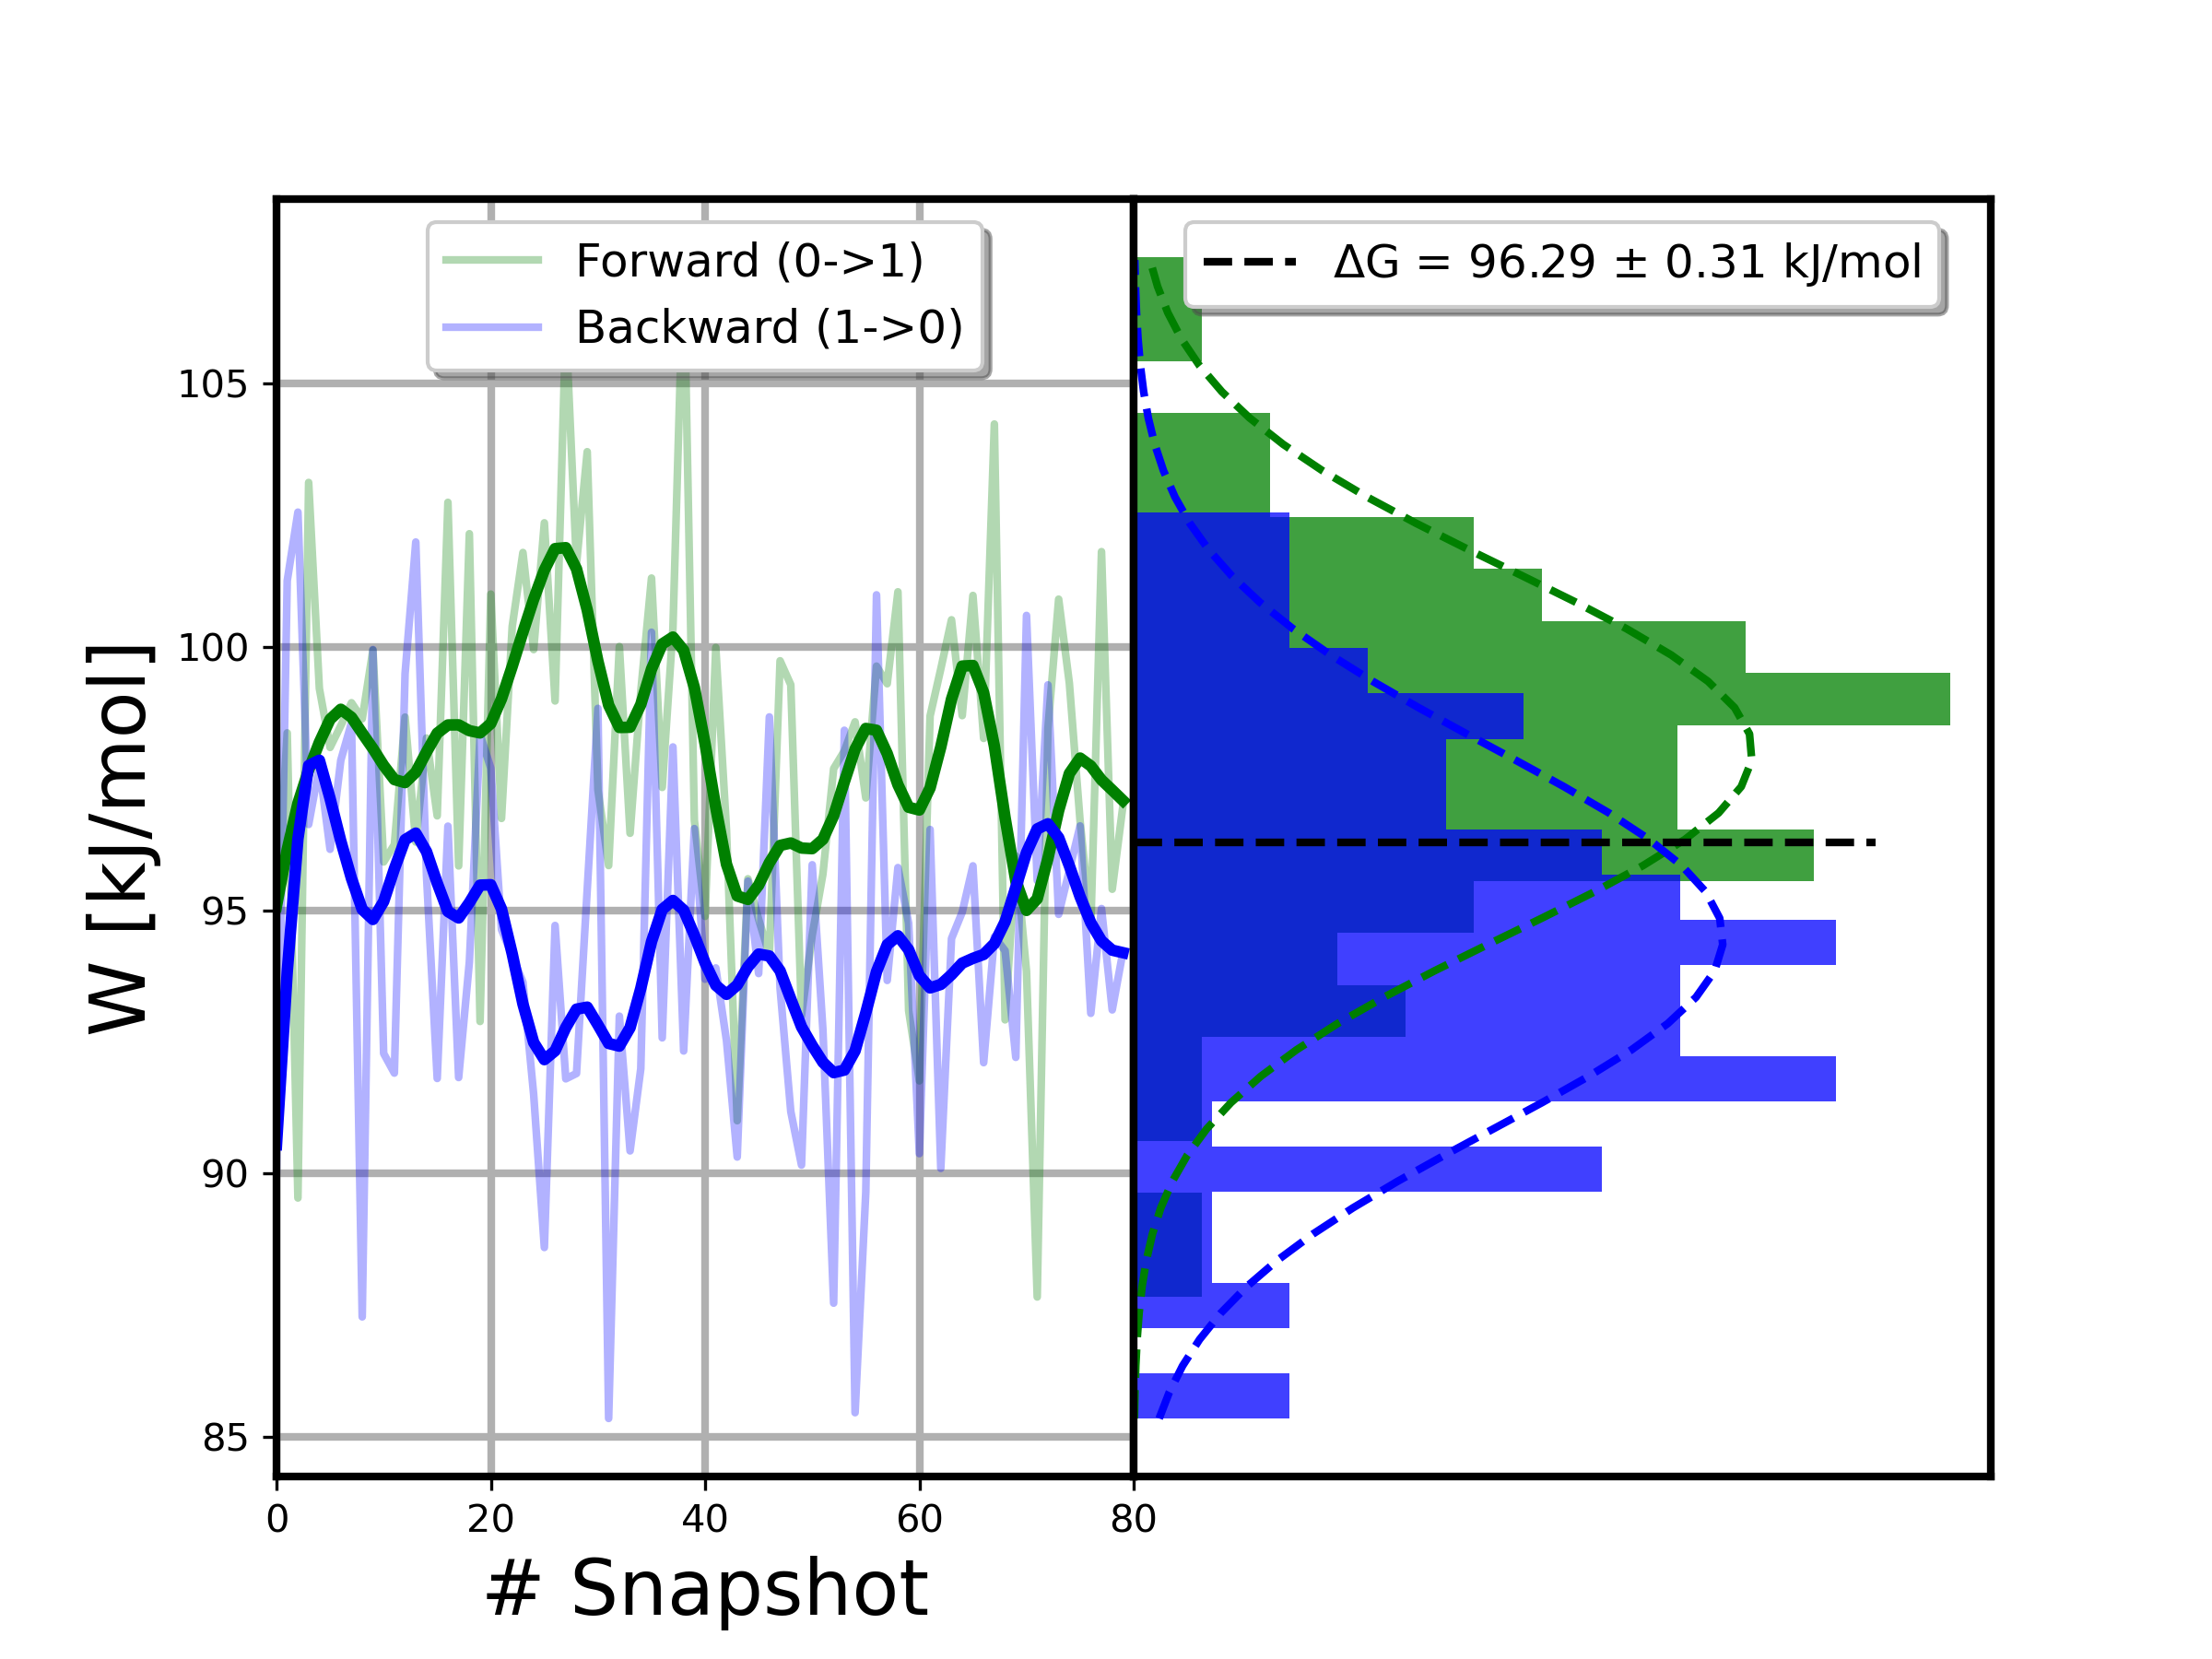 Forward (0->1)
Backward (1->0)
ΔG = 96.29 ± 0.31 kJ/mol
W [kJ/mol]
105
100
95
90
85
0 20 40 60 80
# Snapshot